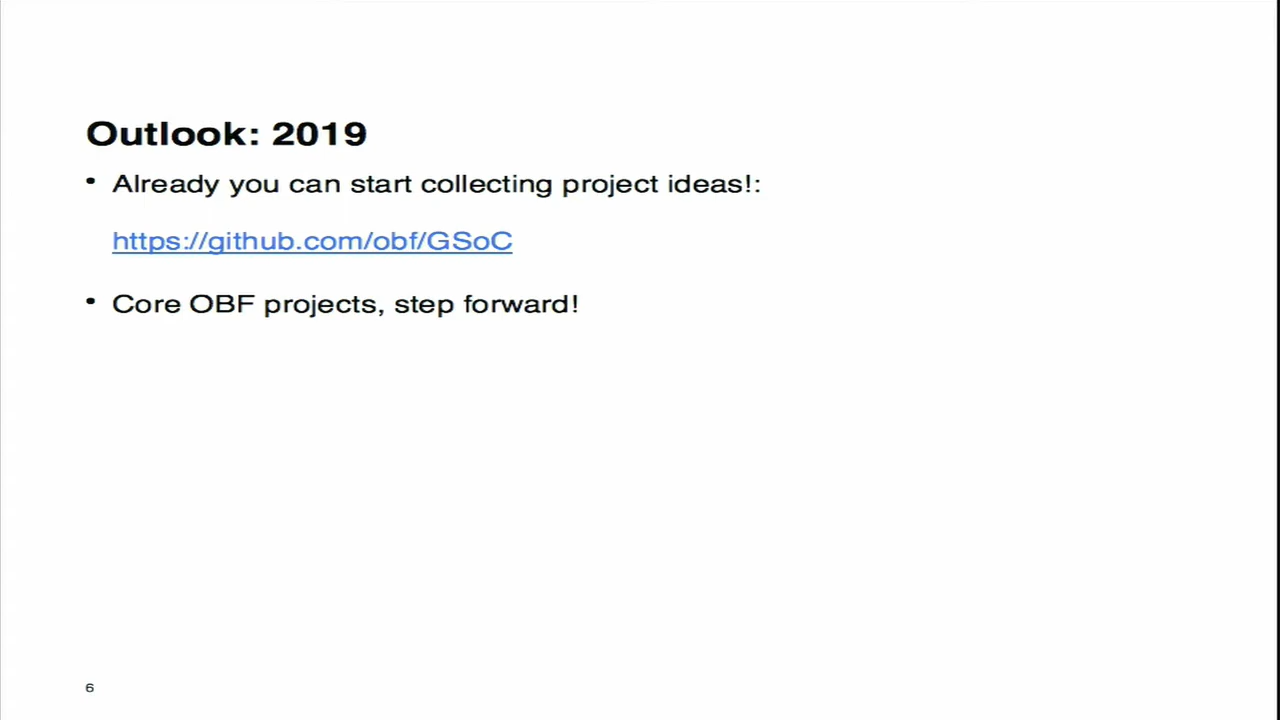 Outlook: 2019
• Already you can start collecting project ideas!:
https://github.com/obf/GSoC
• Core OBF projects, step forward!
6